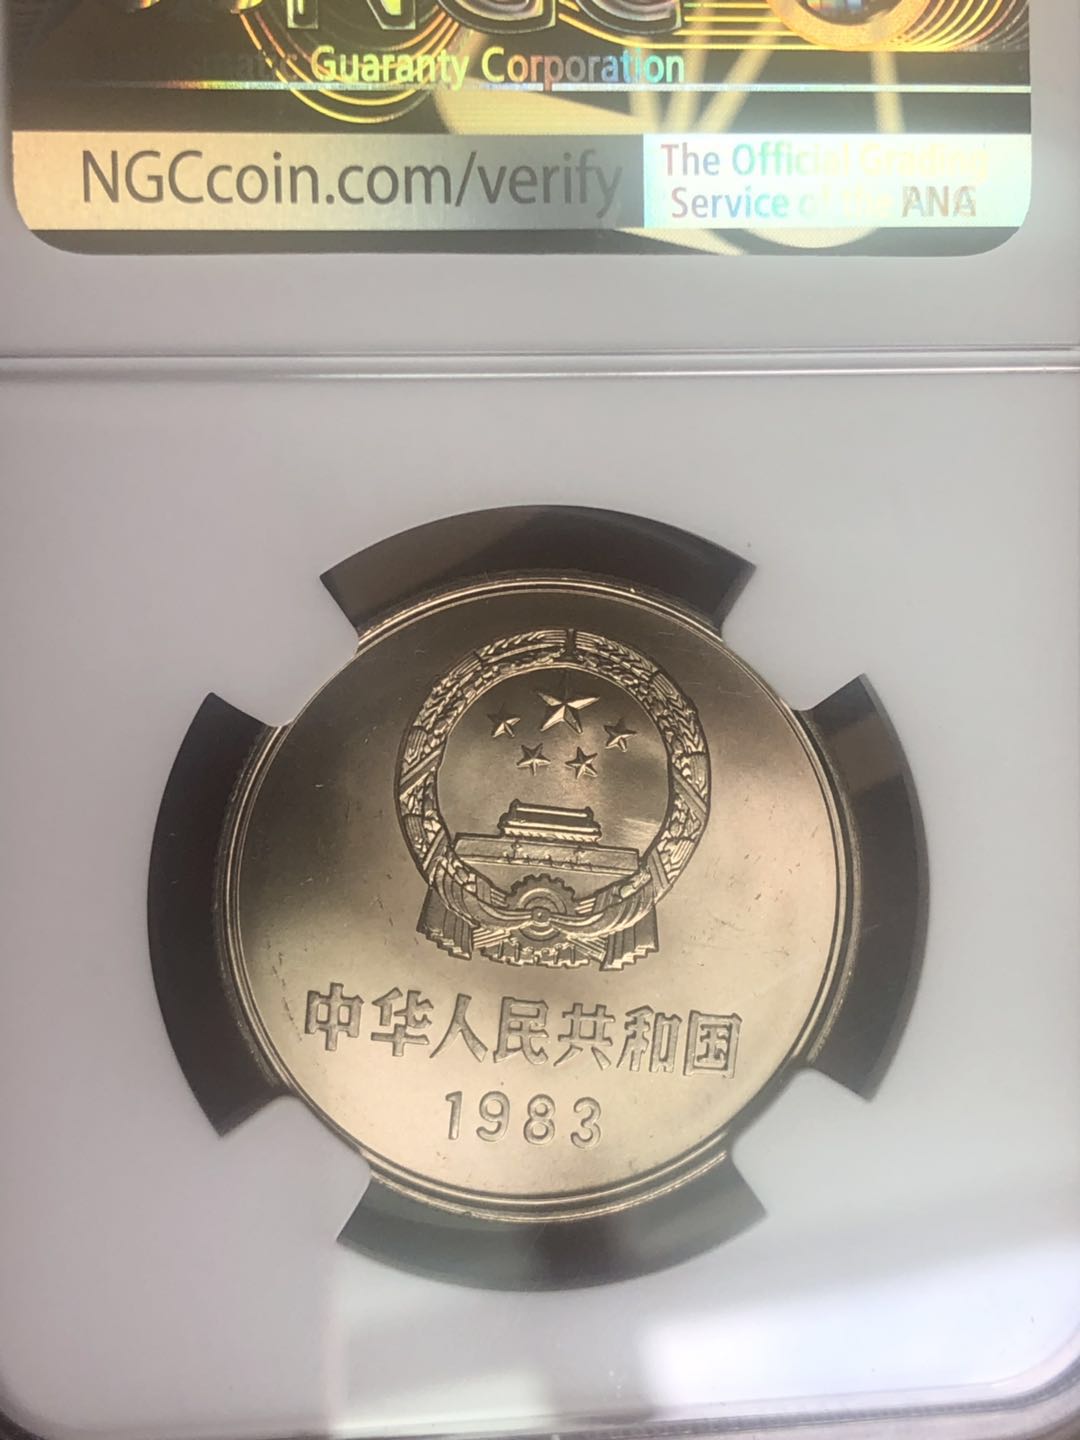 NGC
Guaranty Corporation
NGCcoin.com/verify
The Official Grading
Service of the ANA
中华人民共和国
1983